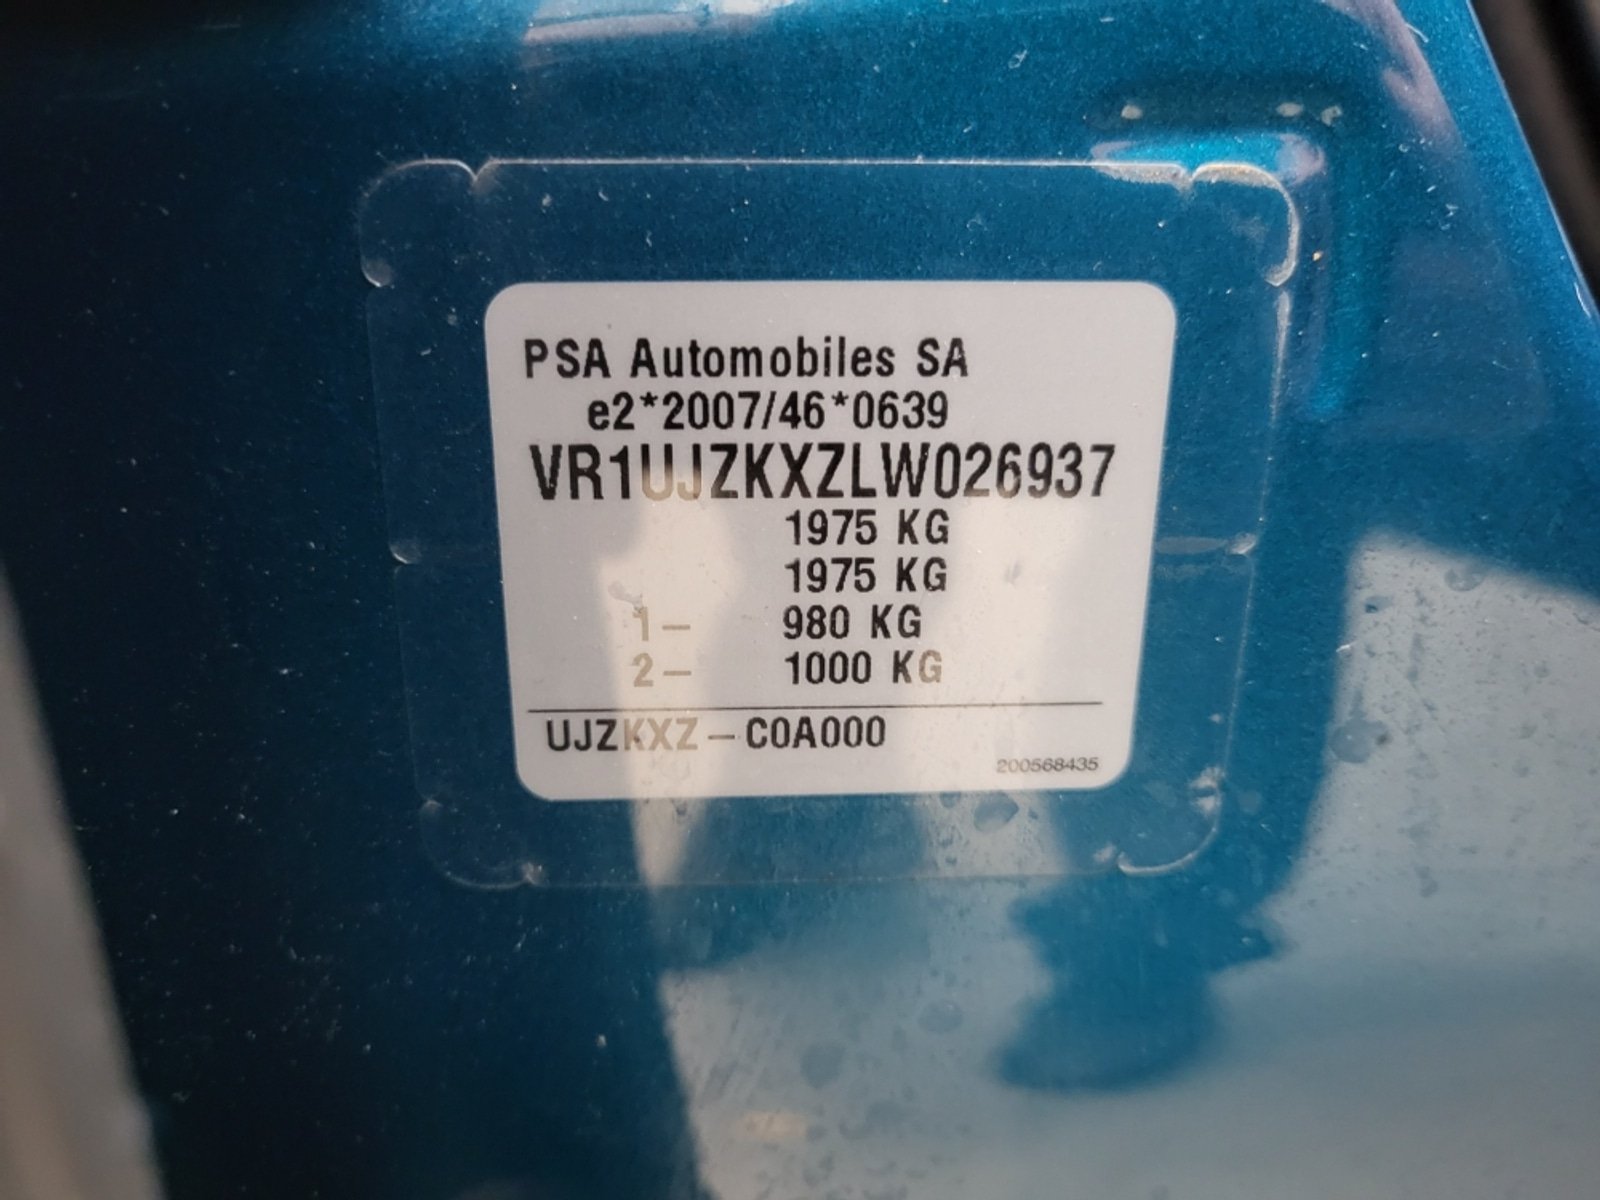 PSA Automobiles SA
e2*2007/46*0639
VR1UJZKXZLW026937
1975 KG
1975 KG
1— 980 KG
2— 1000 KG
UJZKXZ—C0A000
200568435